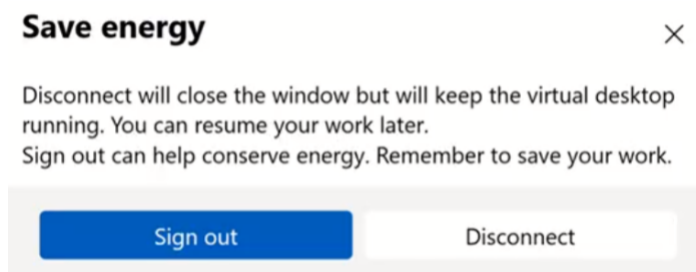 Save energy
Disconnect will close the window but will keep the virtual desktop
running. You can resume your work later.
Sign out can help conserve energy. Remember to save your work.
Sign out
Disconnect